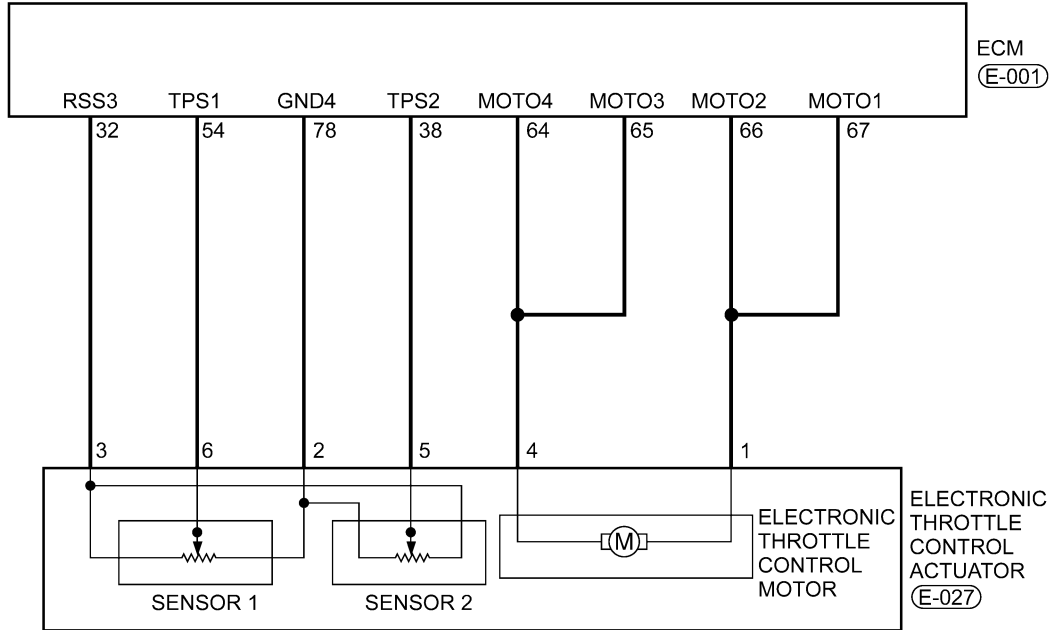 ECM
E-001
RSS3 TPS1 GND4 TPS2 MOTO4 MOTO3 MOTO2 MOTO1
32 54 78 38 64 65 66 67
3 6 2 5 4 1
ELECTRONIC
THROTTLE
CONTROL
MOTOR
M
SENSOR 1 SENSOR 2
ELECTRONIC
THROTTLE
CONTROL
ACTUATOR
E-027